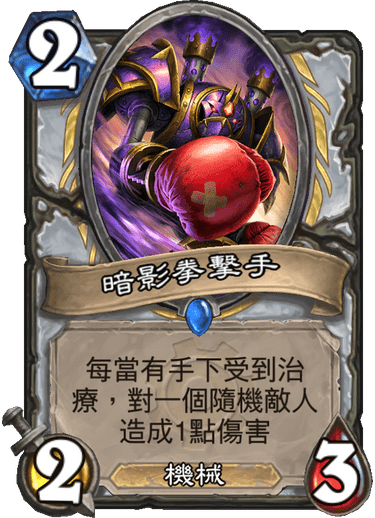 2
暗影拳擊手
每當有手下受到治
療，對一個隨機敵人
造成1點傷害
2
機械
3